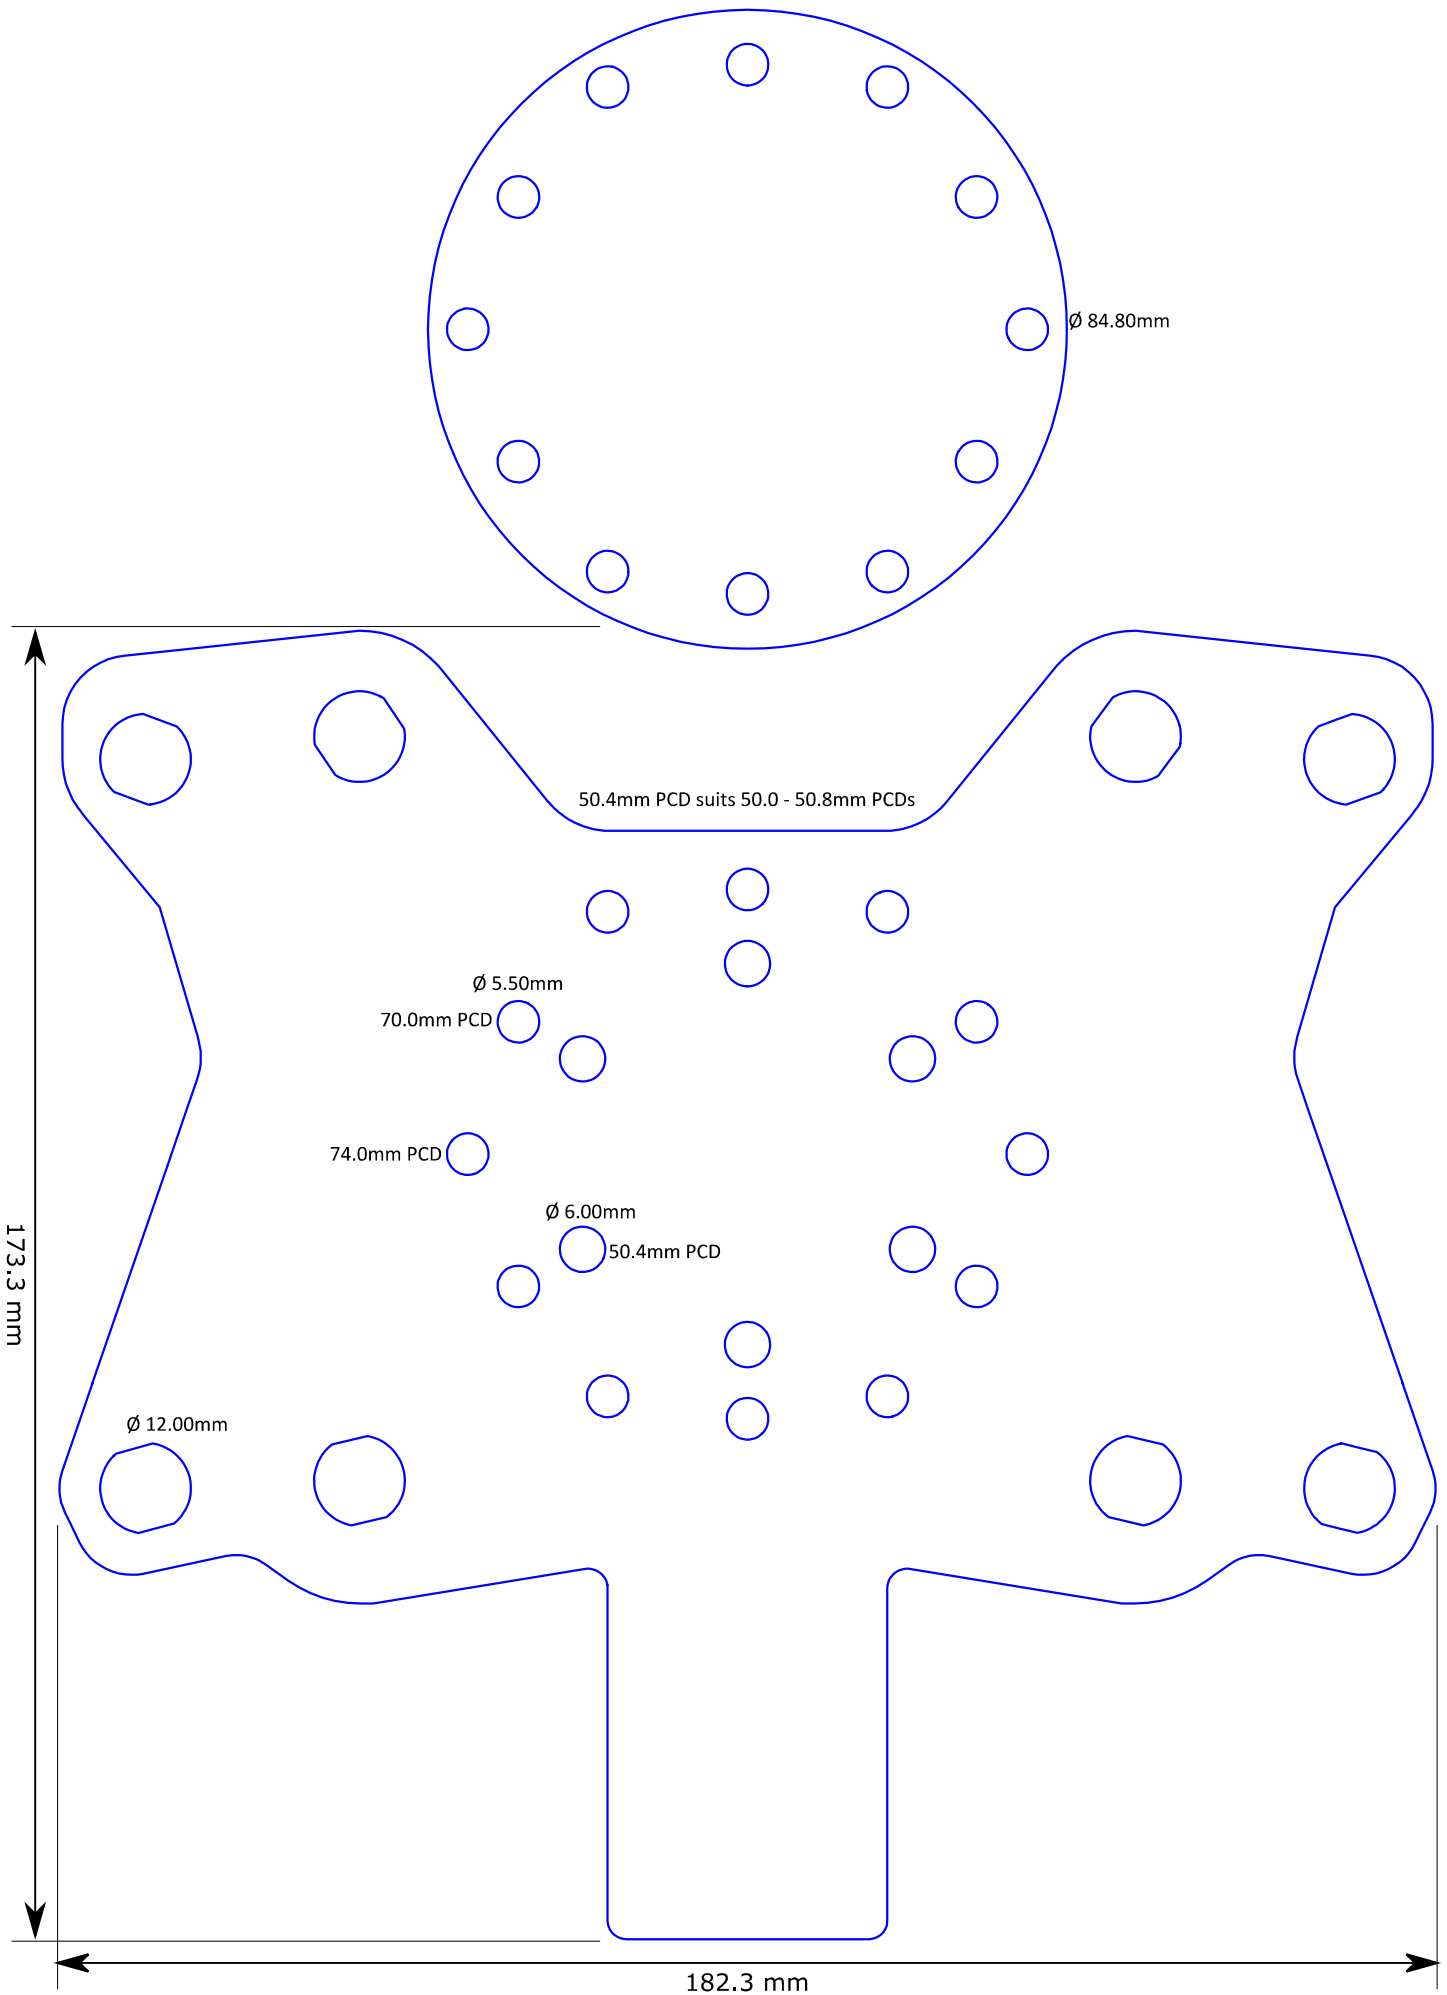 Ø 84.80mm
50.4mm PCD suits 50.0 - 50.8mm PCDs
Ø 5.50mm
70.0mm PCD
74.0mm PCD
Ø 6.00mm
50.4mm PCD
173.3 mm
Ø 12.00mm
182.3 mm